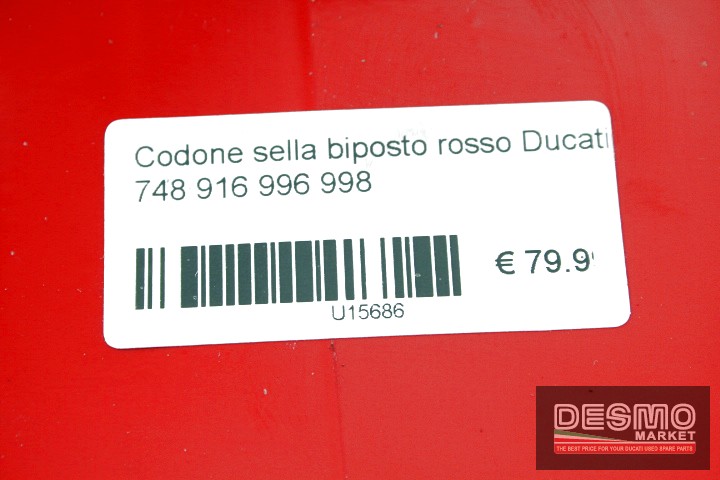 Codone sella biposto rosso Ducati
748 916 996 998
€ 79.9
U15686
DESMO
MARKET
THE BEST PRICE FOR YOUR DUCATI USED SPARE PARTS